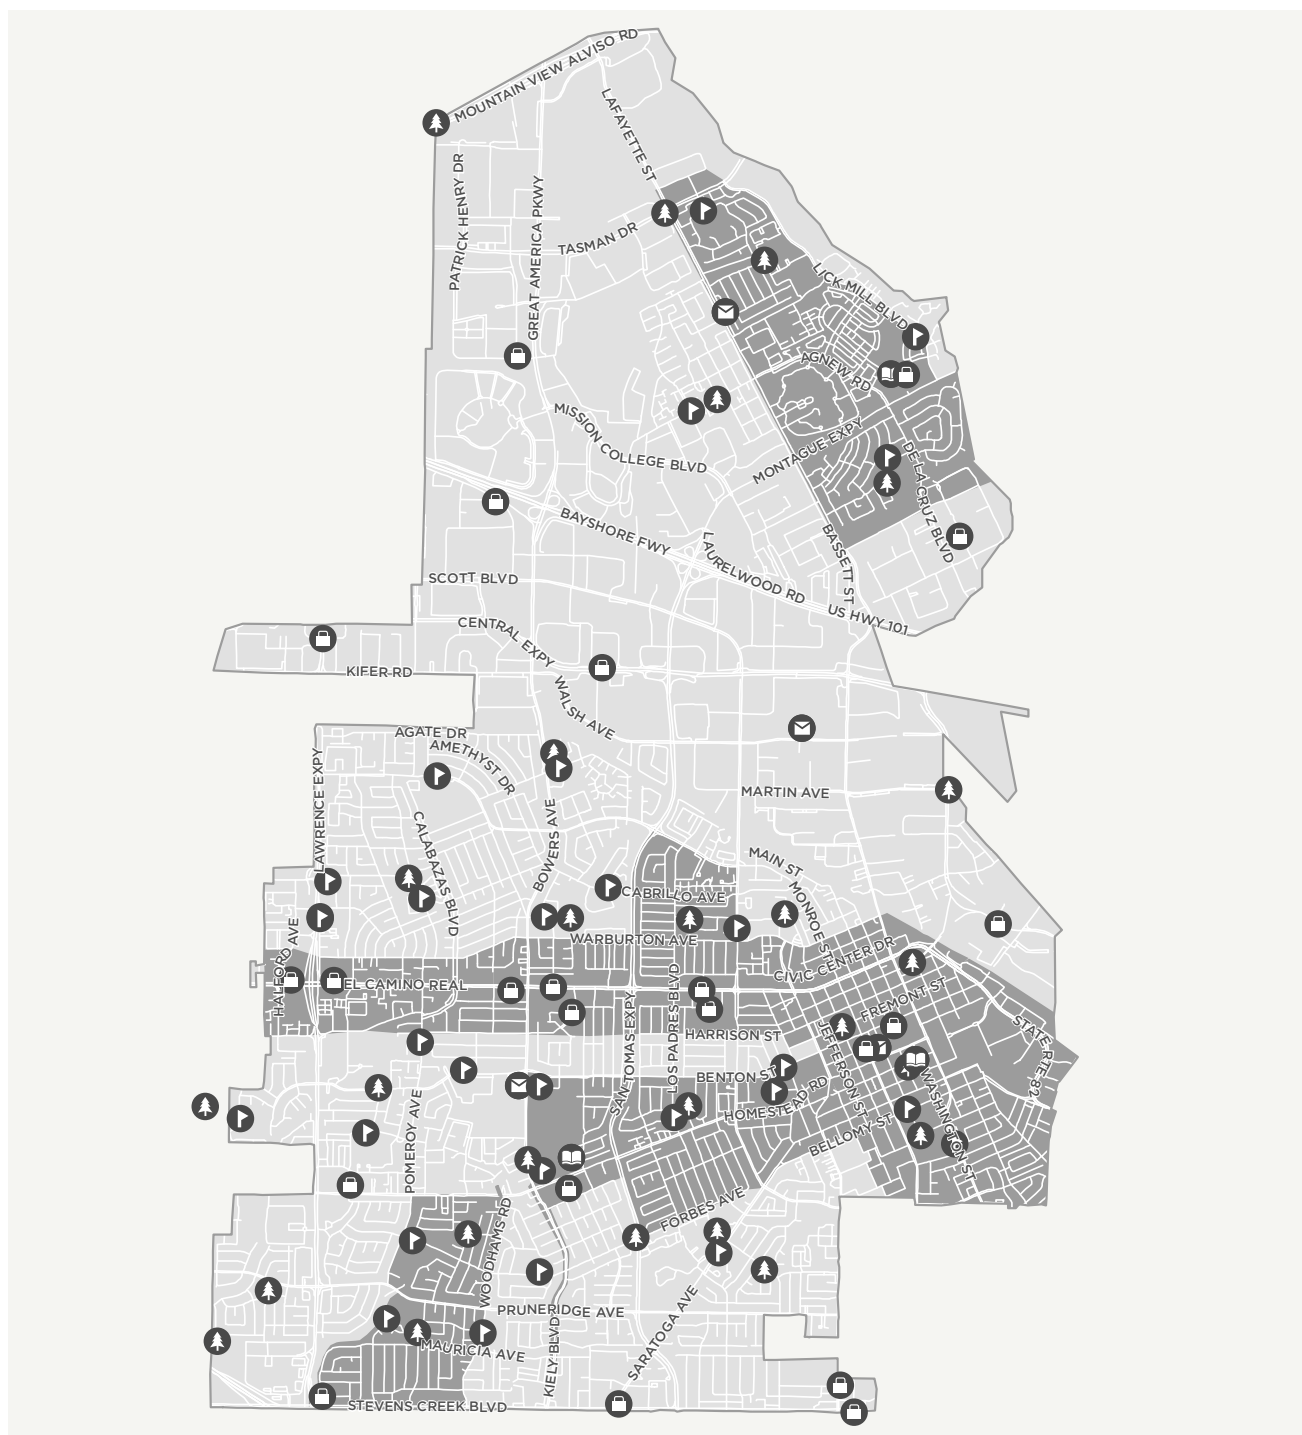 MOUNTAIN VIEW ALVISO RD
LAFAYETTE ST
PATRICK HENRY DR
GREAT AMERICA PKWY
TASMAN DR
LICK MILL BLVD
AGNEW RD
MISSION COLLEGE BLVD
MONTAGUE EXPY
DE LA CRUZ BLVD
BAYSHORE FWY
LAURELWOOD RD
BASSETT ST
SCOTT BLVD
US HWY 101
CENTRAL EXPY
KIFER RD
WALSH AVE
AGATE DR
AMETHYST DR
LAWRENCE EXPY
MARTIN AVE
CALABAZAS BLVD
BOWERS AVE
MAIN ST
CABRILLO AVE
MONROE ST
WARBURTON AVE
HALFORD AVE
CIVIC CENTER DR
EL CAMINO REAL
LOS PADRES BLVD
SAN TOMAS EXPY
FREMONT ST
HARRISON ST
JEFFERSON ST
STATE RTE 82
BENTON ST
HOMESTEAD RD
WASHINGTON ST
POMEROY AVE
BELLOMY ST
FORBES AVE
WOODHAMS RD
PRUNERIDGE AVE
SARATOGA AVE
KIELY BLVD
MAURICIA AVE
STEVENS CREEK BLVD